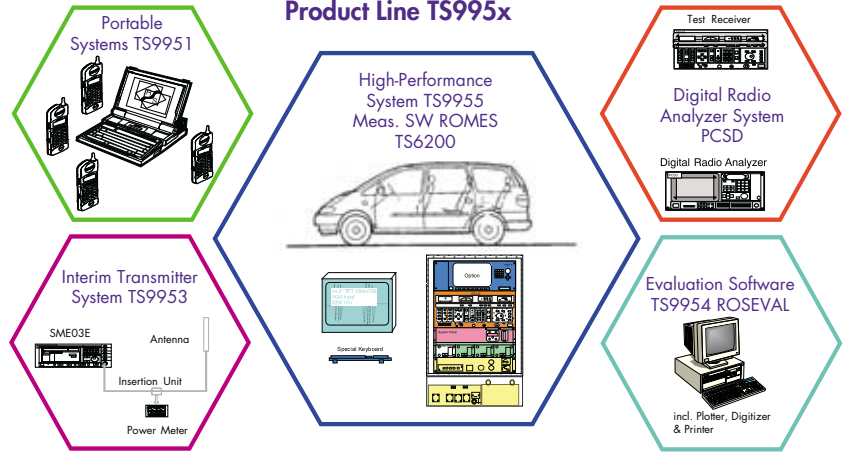 Product Line TS995x
Portable
Systems TS9951
High-Performance
System TS9955
Meas. SW ROMES
TS6200
Option
Special Keyboard
Test Receiver
Digital Radio
Analyzer System
PCSD
Digital Radio Analyzer
Interim Transmitter
System TS9953
SME03E
Antenna
Insertion Unit
Power Meter
Evaluation Software
TS9954 ROSEVAL
incl. Plotter, Digitizer
& Printer